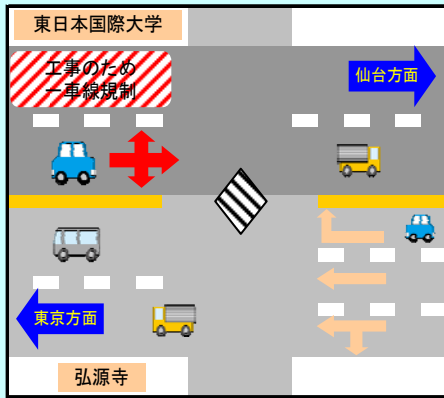 東日本国際大学
工事のため
一車線規制
仙台方面
東京方面
弘源寺